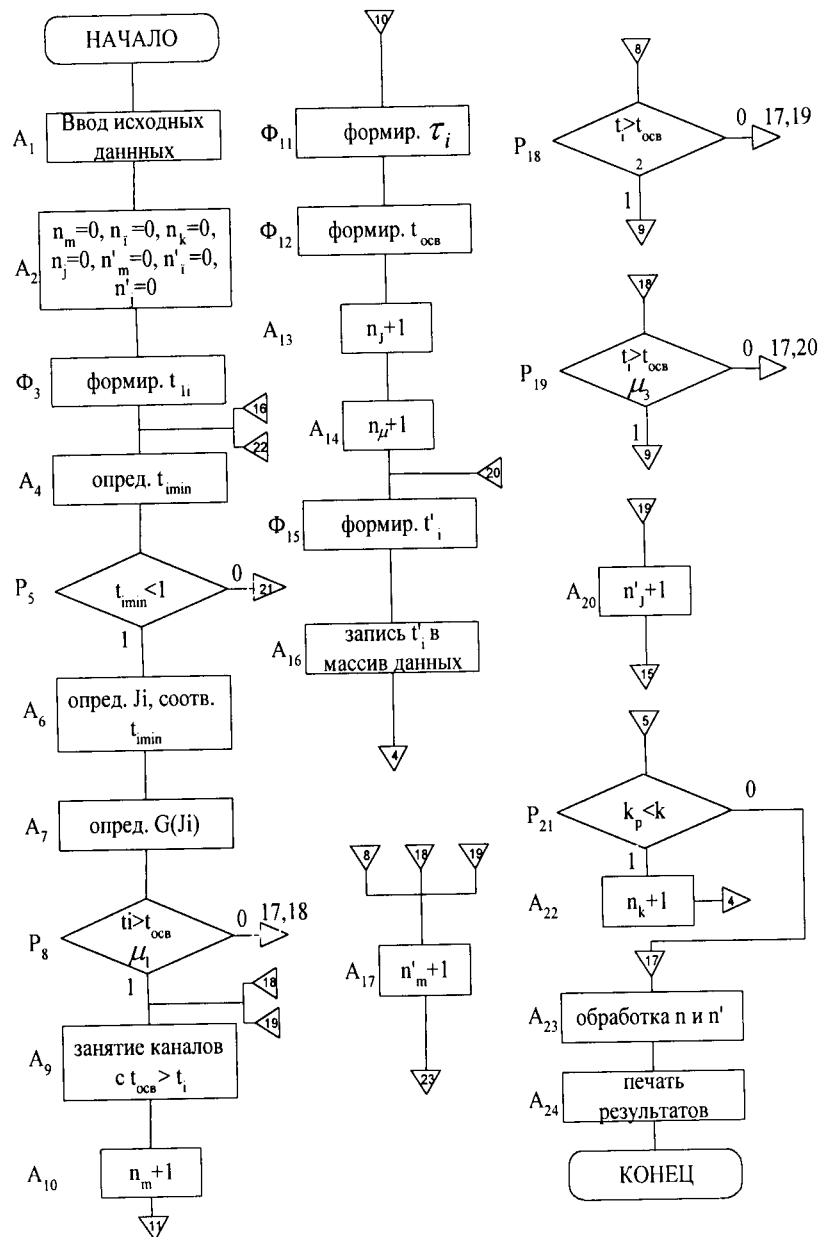 НАЧАЛО
A1
Ввод исходных
даннных
A2
nm=0, ni=0, nk=0,
nj=0, n'm=0, n'i=0,
n'j=0
Ф3
формир. t1i
16
22
A4
опред. timin
P5
timin<1
0
21
1
A6
опред. Ji, соотв.
timin
A7
опред. G(Ji)
P8
ti>tосв
μ1
0 17,18
1
18
19
A9
занятие каналов
с tосв> ti
A10
nm+1
11
10
Ф11
формир. τi
Ф12
формир. tосв
A13
nj+1
A14
nμ+1
20
Ф15
формир. t'i
A16
запись t'i в
массив данных
4
8
18
19
A17
n'm+1
23
8
P18
ti>tосв
2
0 17,19
1
9
18
P19
ti>tосв
μ3
0 17,20
1
9
19
A20
n'J+1
15
5
P21
kp<k
0
1
A22
nk+1
4
17
A23
обработка n и n'
A24
печать
результатов
КОНЕЦ